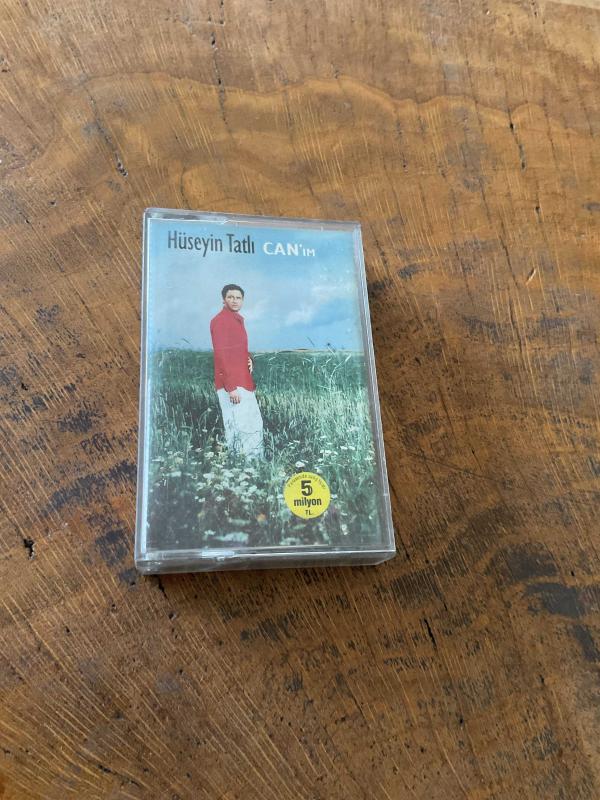 Hüseyin Tatlı CAN'IM
5
milyon
TL.